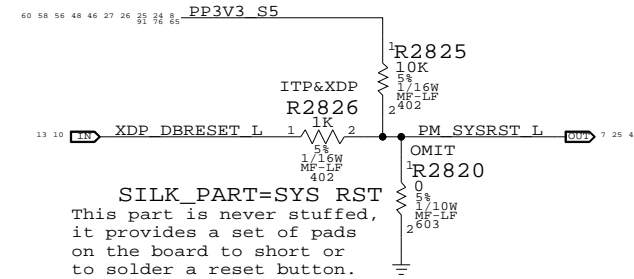 60 58 56 48 46 27 26 25 24 8 PP3V3_S5
91 76 65
1
R2825
10K
5%
1/16W
MF-LF
402
2
ITP&XDP
R2826
13 10 IN XDP_DBRESET_L 1 1K 2 PM_SYSRST_L OUT 7 25 4
5%
1/16W
MF-LF
402
OMIT
1
R2820
0
5%
1/10W
MF-LF
603
2
SILK_PART=SYS RST
This part is never stuffed,
it provides a set of pads
on the board to short or
to solder a reset button.